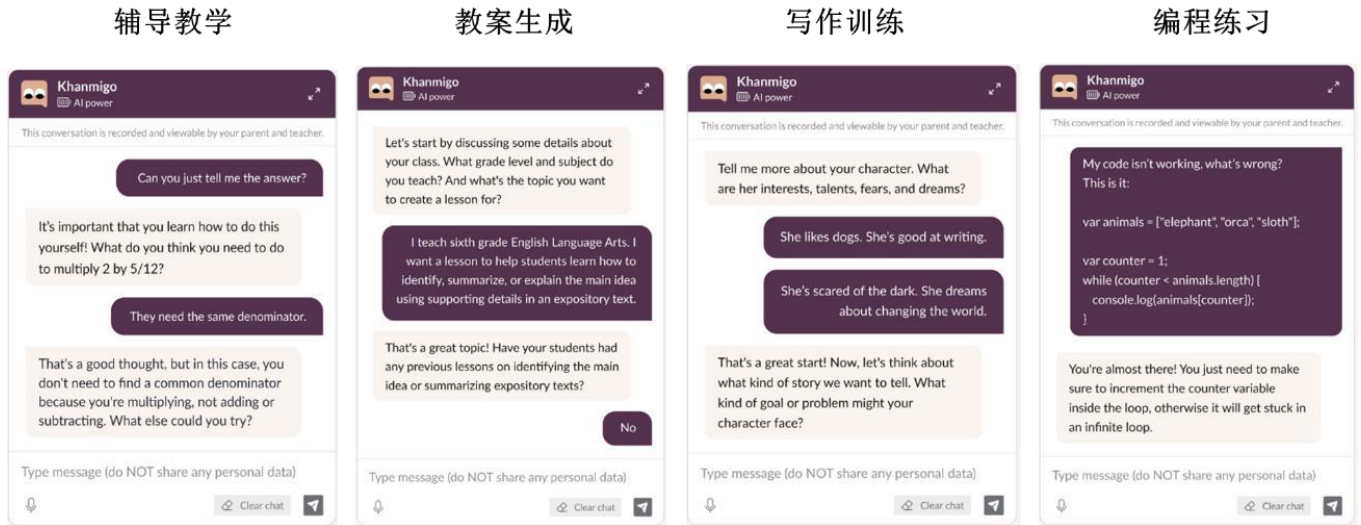 辅导教学
教案生成
写作训练
编程练习
Khanmigo
AI power
This conversation is recorded and viewable by your parent and teacher.
Can you just tell me the answer?
It's important that you learn how to do this
yourself! What do you think you need to do
to multiply 2 by 5/12?
They need the same denominator.
That's a good thought, but in this case, you
don't need to find a common denominator
because you're multiplying, not adding or
subtracting. What else could you try?
Type message (do NOT share any personal data)
Clear chat
Khanmigo
AI power
Let's start by discussing some details about
your class. What grade level and subject do
you teach? And what's the topic you want
to create a lesson for?
I teach sixth grade English Language Arts. I
want a lesson to help students learn how to
identify, summarize, or explain the main idea
using supporting details in an expository text.
That's a great topic! Have your students had
any previous lessons on identifying the main
idea or summarizing expository texts?
No
Type message (do NOT share any personal data)
Clear chat
Khanmigo
AI power
This conversation is recorded and viewable by your parent and teacher.
Tell me more about your character. What
are her interests, talents, fears, and dreams?
She likes dogs. She's good at writing.
She's scared of the dark. She dreams
about changing the world.
That's a great start! Now, let's think about
what kind of story we want to tell. What
kind of goal or problem might your
character face?
Type message (do NOT share any personal data)
Clear chat
Khanmigo
AI power
This conversation is recorded and viewable by your parent and teacher.
My code isn't working, what's wrong?
This is it:
var animals = ["elephant", "orca", "sloth"];
var counter = 1;
while (counter < animals.length) {
console.log(animals[counter]);
}
You're almost there! You just need to make
sure to increment the counter variable
inside the loop, otherwise it will get stuck in
an infinite loop.
Type message (do NOT share any personal data)
Clear chat